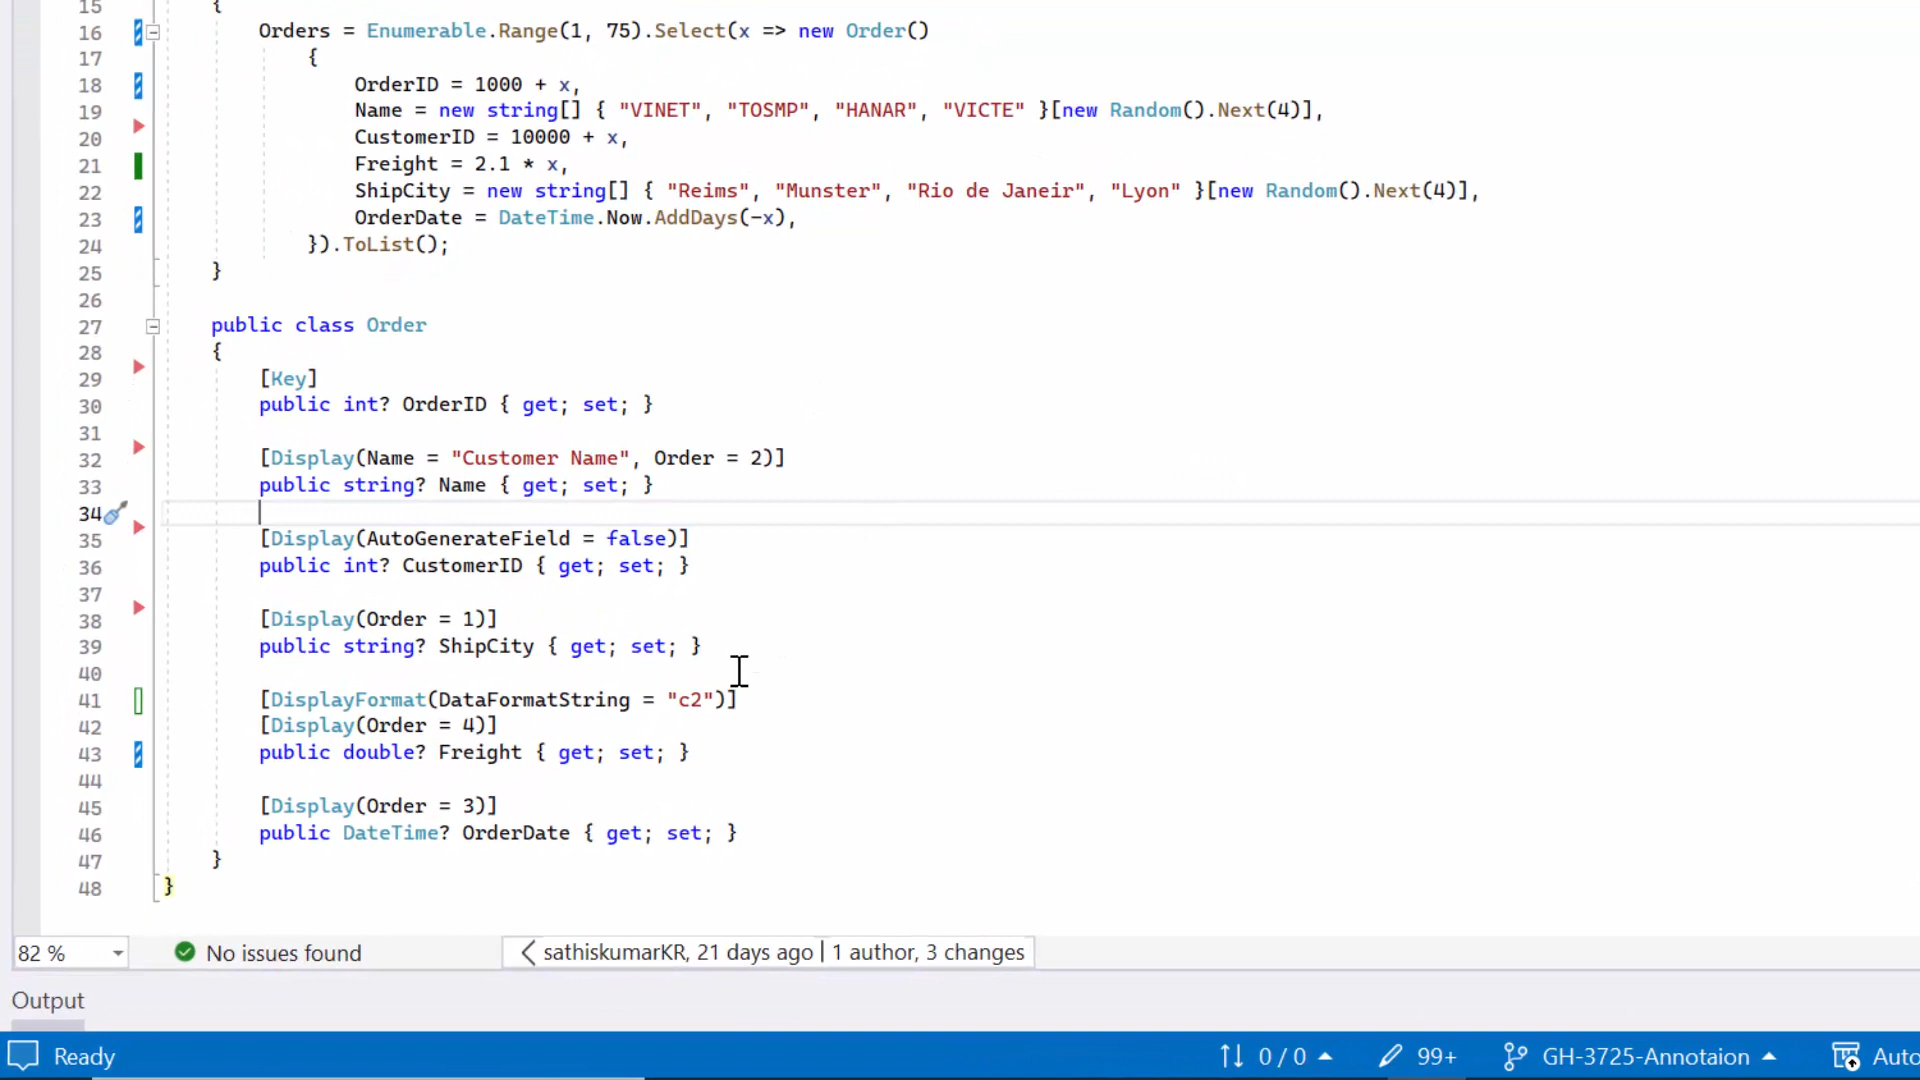 15 {
16 Orders = Enumerable.Range(1, 75).Select(x => new Order()
17 {
18 OrderID = 1000 + x,
19 Name = new string[] { "VINET", "TOSMP", "HANAR", "VICTE" }[new Random().Next(4)],
20 CustomerID = 10000 + x,
21 Freight = 2.1 * x,
22 ShipCity = new string[] { "Reims", "Munster", "Rio de Janeir", "Lyon" }[new Random().Next(4)],
23 OrderDate = DateTime.Now.AddDays(-x),
24 }).ToList();
25 }
26
27 public class Order
28 {
29 [Key]
30 public int? OrderID { get; set; }
31
32 [Display(Name = "Customer Name", Order = 2)]
33 public string? Name { get; set; }
34
35 [Display(AutoGenerateField = false)]
36 public int? CustomerID { get; set; }
37
38 [Display(Order = 1)]
39 public string? ShipCity { get; set; }
40
41 [DisplayFormat(DataFormatString = "c2")]
42 [Display(Order = 4)]
43 public double? Freight { get; set; }
44
45 [Display(Order = 3)]
46 public DateTime? OrderDate { get; set; }
47 }
48 }
82 % No issues found sathiskumarKR, 21 days ago | 1 author, 3 changes
Output
Ready 0 / 0 99+ GH-3725-Annotaion Auto